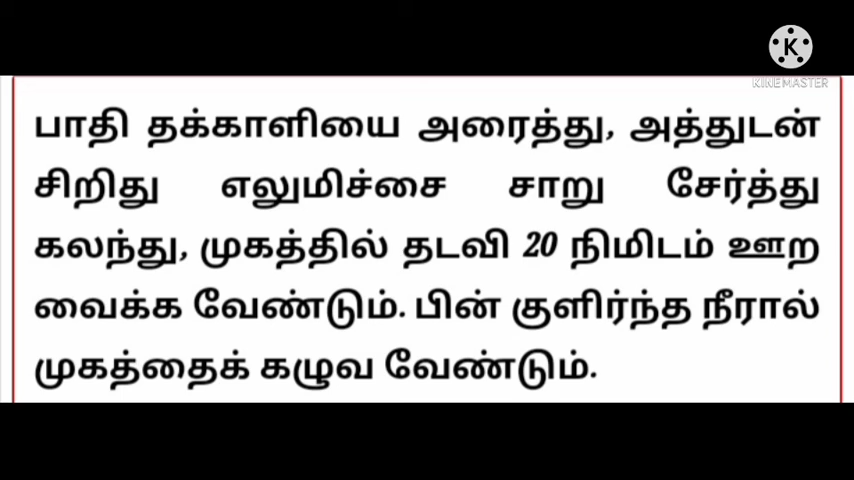 K
KINEMASTER
பாதி தக்காளியை அரைத்து, அத்துடன்
சிறிது எலுமிச்சை சாறு சேர்த்து
கலந்து, முகத்தில் தடவி 20 நிமிடம் ஊற
வைக்க வேண்டும். பின் குளிர்ந்த நீரால்
முகத்தைக் கழுவ வேண்டும்.